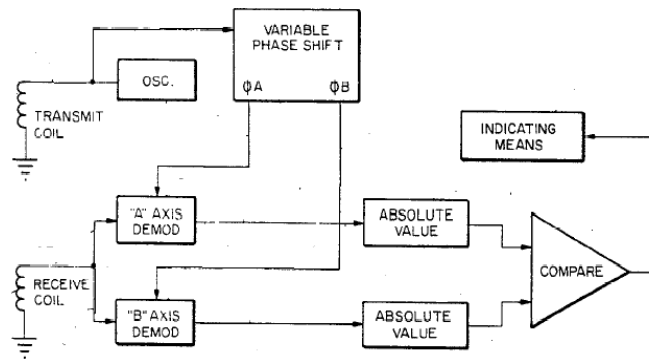 VARIABLE
PHASE SHIFT
ΦA ΦB
OSC.
TRANSMIT
COIL
INDICATING
MEANS
"A" AXIS
DEMOD
ABSOLUTE
VALUE
COMPARE
RECEIVE
COIL
"B" AXIS
DEMOD
ABSOLUTE
VALUE